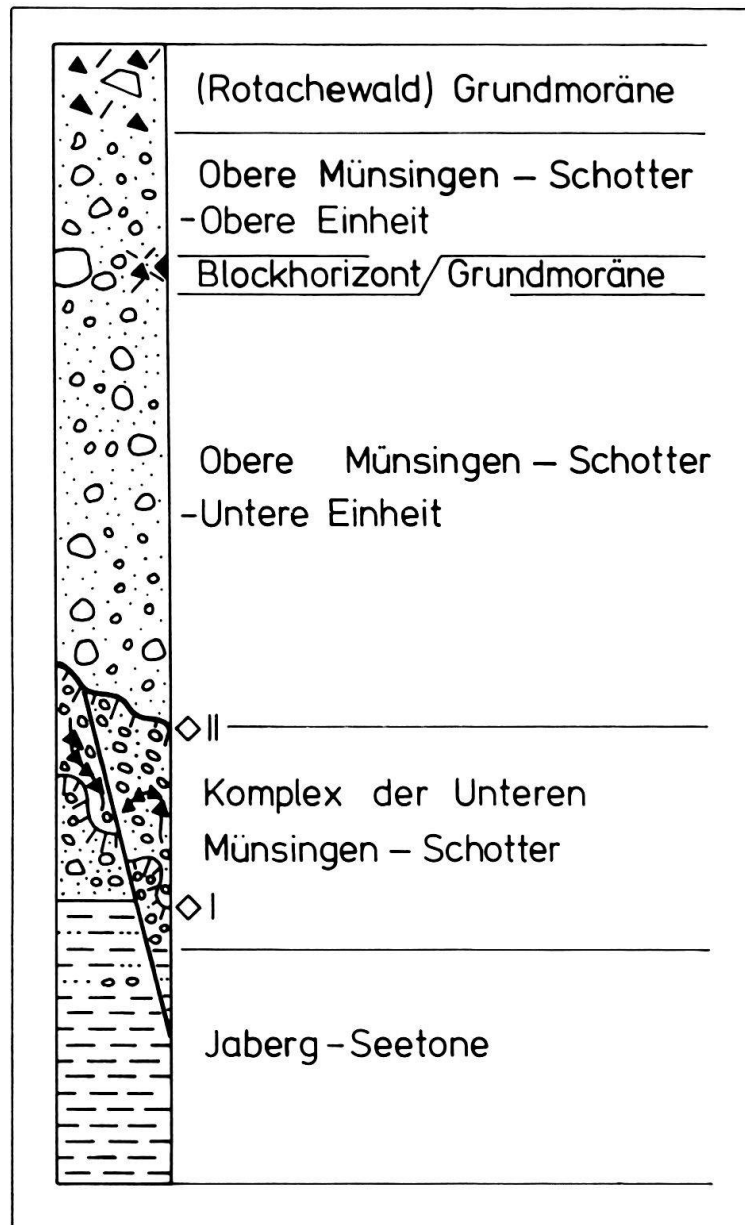 (Rotachewald) Grundmoräne
Obere Münsingen – Schotter
-Obere Einheit
Blockhorizont/Grundmoräne
Obere Münsingen – Schotter
-Untere Einheit
II
Komplex der Unteren
Münsingen – Schotter
I
Jaberg – Seetone